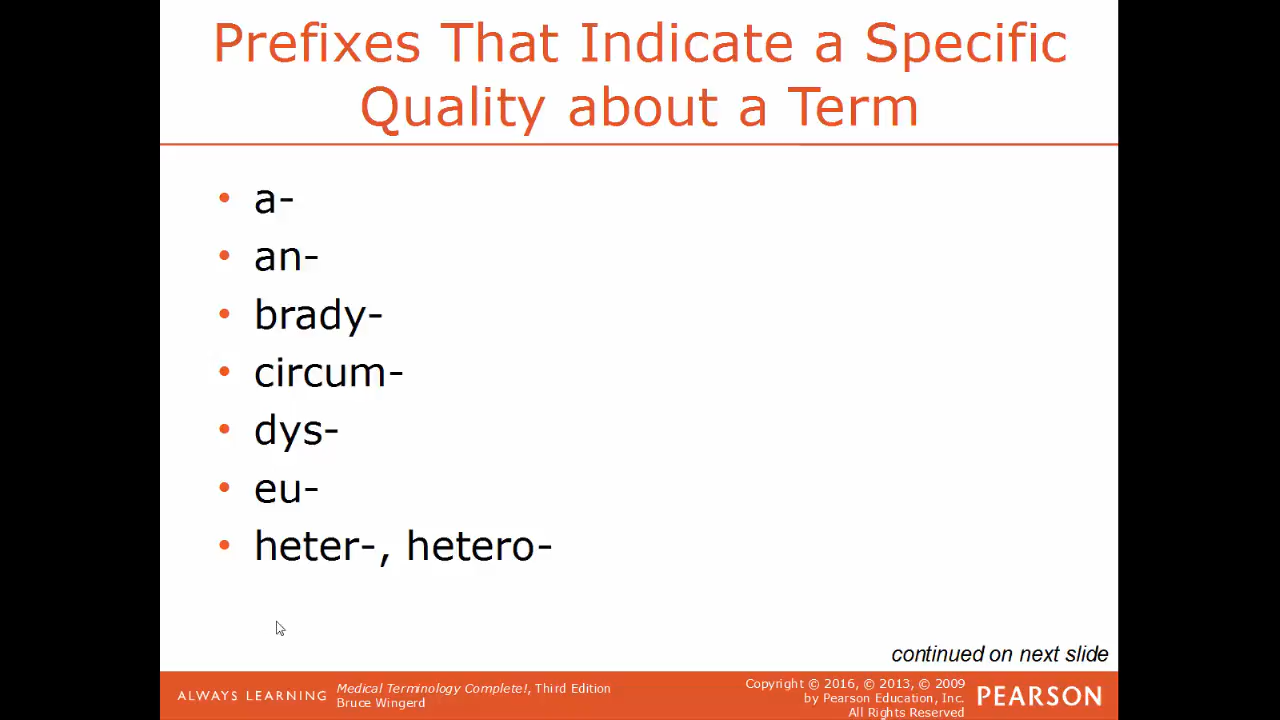 Prefixes That Indicate a Specific
Quality about a Term
• a-
• an-
• brady-
• circum-
• dys-
• eu-
• heter-, hetero-
continued on next slide
ALWAYS LEARNING
Medical Terminology Complete!, Third Edition
Bruce Wingerd
Copyright © 2016, © 2013, © 2009
by Pearson Education, Inc.
All Rights Reserved
PEARSON